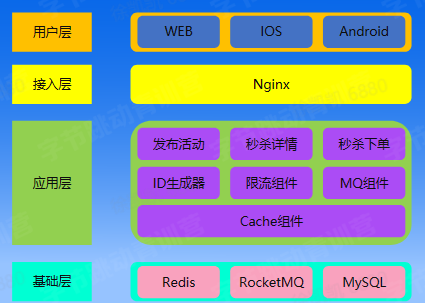 用户层 WEB IOS Android
接入层 Nginx
发布活动 秒杀详情 秒杀下单
应用层 ID生成器 限流组件 MQ组件
Cache组件
基础层 Redis RocketMQ MySQL